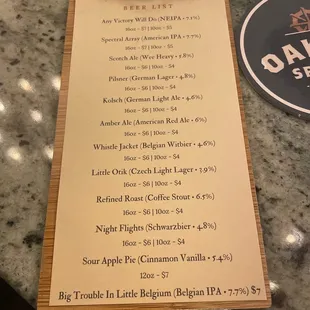 BEER LIST
Any Victory Will Do (NEIPA • 7.1%)
16oz - $7 | 10oz - $5
Spectral Array (American IPA • 7.7%)
16oz - $7 | 10oz - $5
Scotch Ale (Wee Heavy • 7.8%)
16oz - $6 | 10oz - $4
Pilsner (German Lager • 4.8%)
16oz - $6 | 10oz - $4
Kolsch (German Light Ale • 4.6%)
16oz - $6 | 10oz - $4
Amber Ale (American Red Ale • 6%)
16oz - $6 | 10oz - $4
Whistle Jacket (Belgian Witbier • 4.6%)
16oz - $6 | 10oz - $4
Little Otik (Czech Light Lager • 3.9%)
16oz - $6 | 10oz - $4
Refined Roast (Coffee Stout • 6.5%)
16oz - $6 | 10z - $4
Night Flights (Schwarzbier • 4.8%)
16oz - $6 | 10oz - $4
Sour Apple Pie (Cinnamon Vanilla • 5.4%)
12oz - $7
Big Trouble In Little Belgium (Belgian IPA • 7.7%) $7